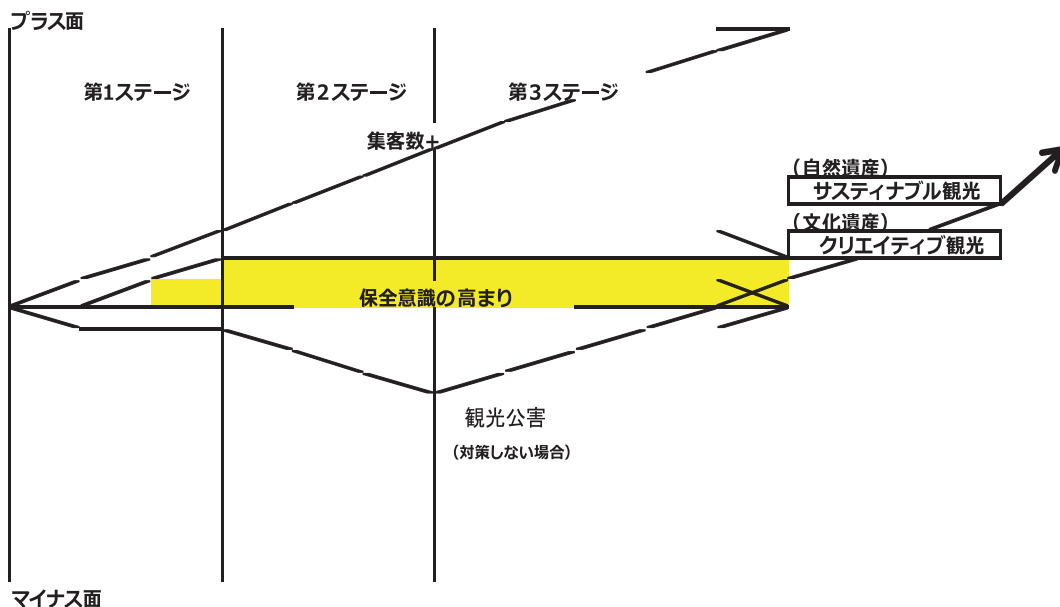 プラス面
第1ステージ
第2ステージ
第3ステージ
集客数+
（自然遺産）
サスティナブル観光
（文化遺産）
クリエイティブ観光
保全意識の高まり
観光公害
（対策しない場合）
マイナス面